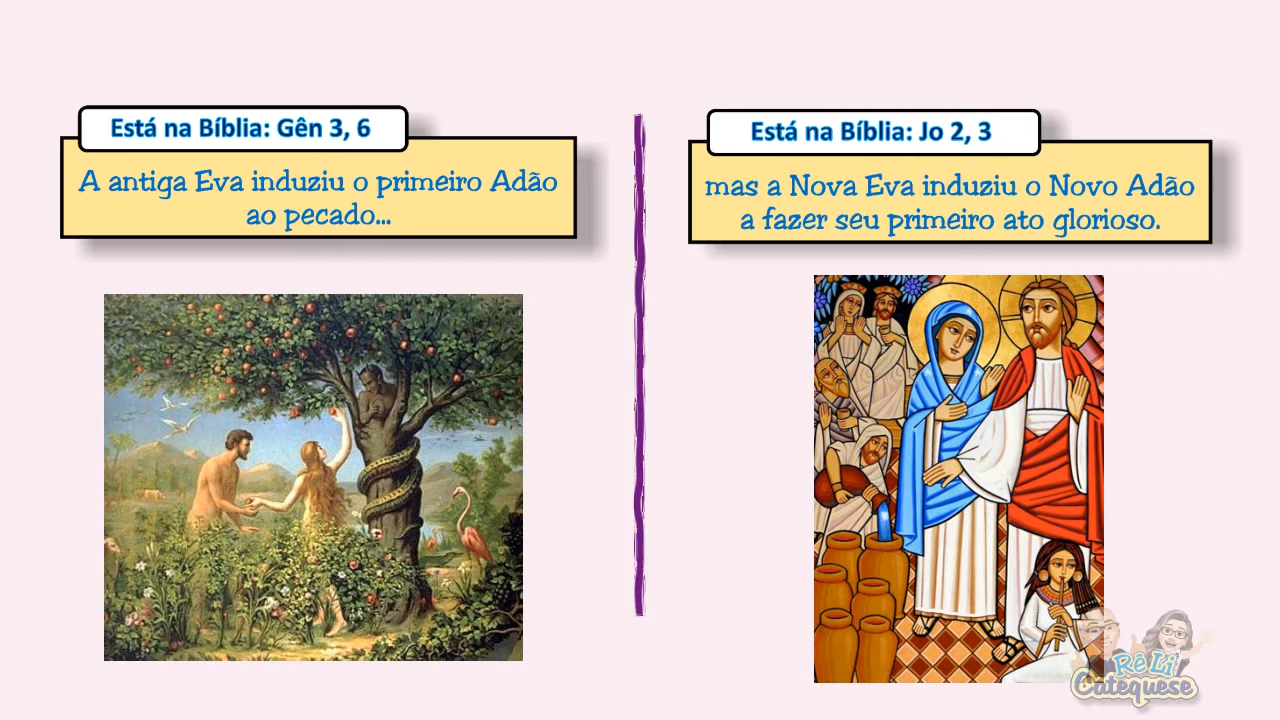 Está na Bíblia: Gên 3, 6
A antiga Eva induziu o primeiro Adão
ao pecado...
Está na Bíblia: Jo 2, 3
mas a Nova Eva induziu o Novo Adão
a fazer seu primeiro ato glorioso.
Rê Li
Catequese